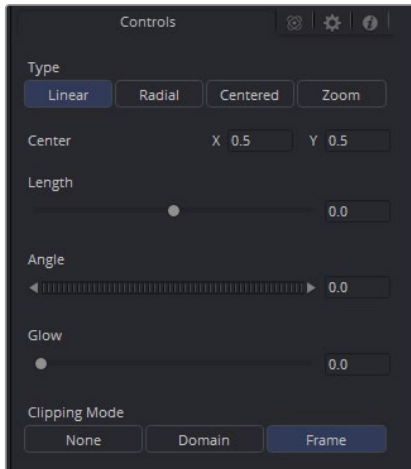 Controls
Type
Linear Radial Centered Zoom
Center X 0.5 Y 0.5
Length
0.0
Angle
0.0
Glow
0.0
Clipping Mode
None Domain Frame